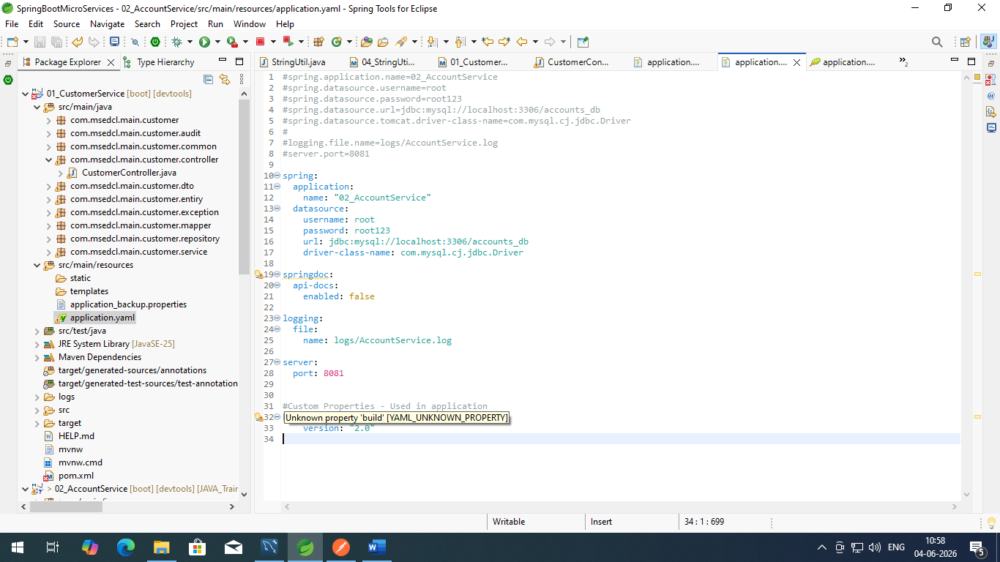 SpringBootMicroServices - 02_AccountService/src/main/resources/application.yaml - Spring Tools for Eclipse
File Edit Source Navigate Search Project Run Window Help
Package Explorer Type Hierarchy
StringUtil.java 04_StringUti... 01_Customer... CustomerCon... application.... application.... application.... »2
01_CustomerService [boot] [devtools]
src/main/java
com.msedcl.main.customer
com.msedcl.main.customer.audit
com.msedcl.main.customer.common
com.msedcl.main.customer.controller
CustomerController.java
com.msedcl.main.customer.dto
com.msedcl.main.customer.entiry
com.msedcl.main.customer.exception
com.msedcl.main.customer.mapper
com.msedcl.main.customer.repository
com.msedcl.main.customer.service
src/main/resources
static
templates
application_backup.properties
application.yaml
src/test/java
JRE System Library [JavaSE-25]
Maven Dependencies
target/generated-sources/annotations
target/generated-test-sources/test-annotation
logs
src
target
HELP.md
mvnw
mvnw.cmd
pom.xml
> 02_AccountService [boot] [devtools] [JAVA_Train
1 #spring.application.name=02_AccountService
2 #spring.datasource.username=root
3 #spring.datasource.password=root123
4 #spring.datasource.url=jdbc:mysql://localhost:3306/accounts_db
5 #spring.datasource.tomcat.driver-class-name=com.mysql.cj.jdbc.Driver
6 #
7 #logging.file.name=logs/AccountService.log
8 #server.port=8081
9
10 spring:
11   application:
12     name: "02_AccountService"
13   datasource:
14     username: root
15     password: root123
16     url: jdbc:mysql://localhost:3306/accounts_db
17     driver-class-name: com.mysql.cj.jdbc.Driver
18
19 springdoc:
20   api-docs:
21     enabled: false
22
23 logging:
24   file:
25     name: logs/AccountService.log
26
27 server:
28   port: 8081
29
30
31 #Custom Properties - Used in application
32 Unknown property 'build' [YAML_UNKNOWN_PROPERTY]
33     version: "2.0"
34
Writable Insert 34 : 1 : 699
ENG 10:58
04-06-2026
5